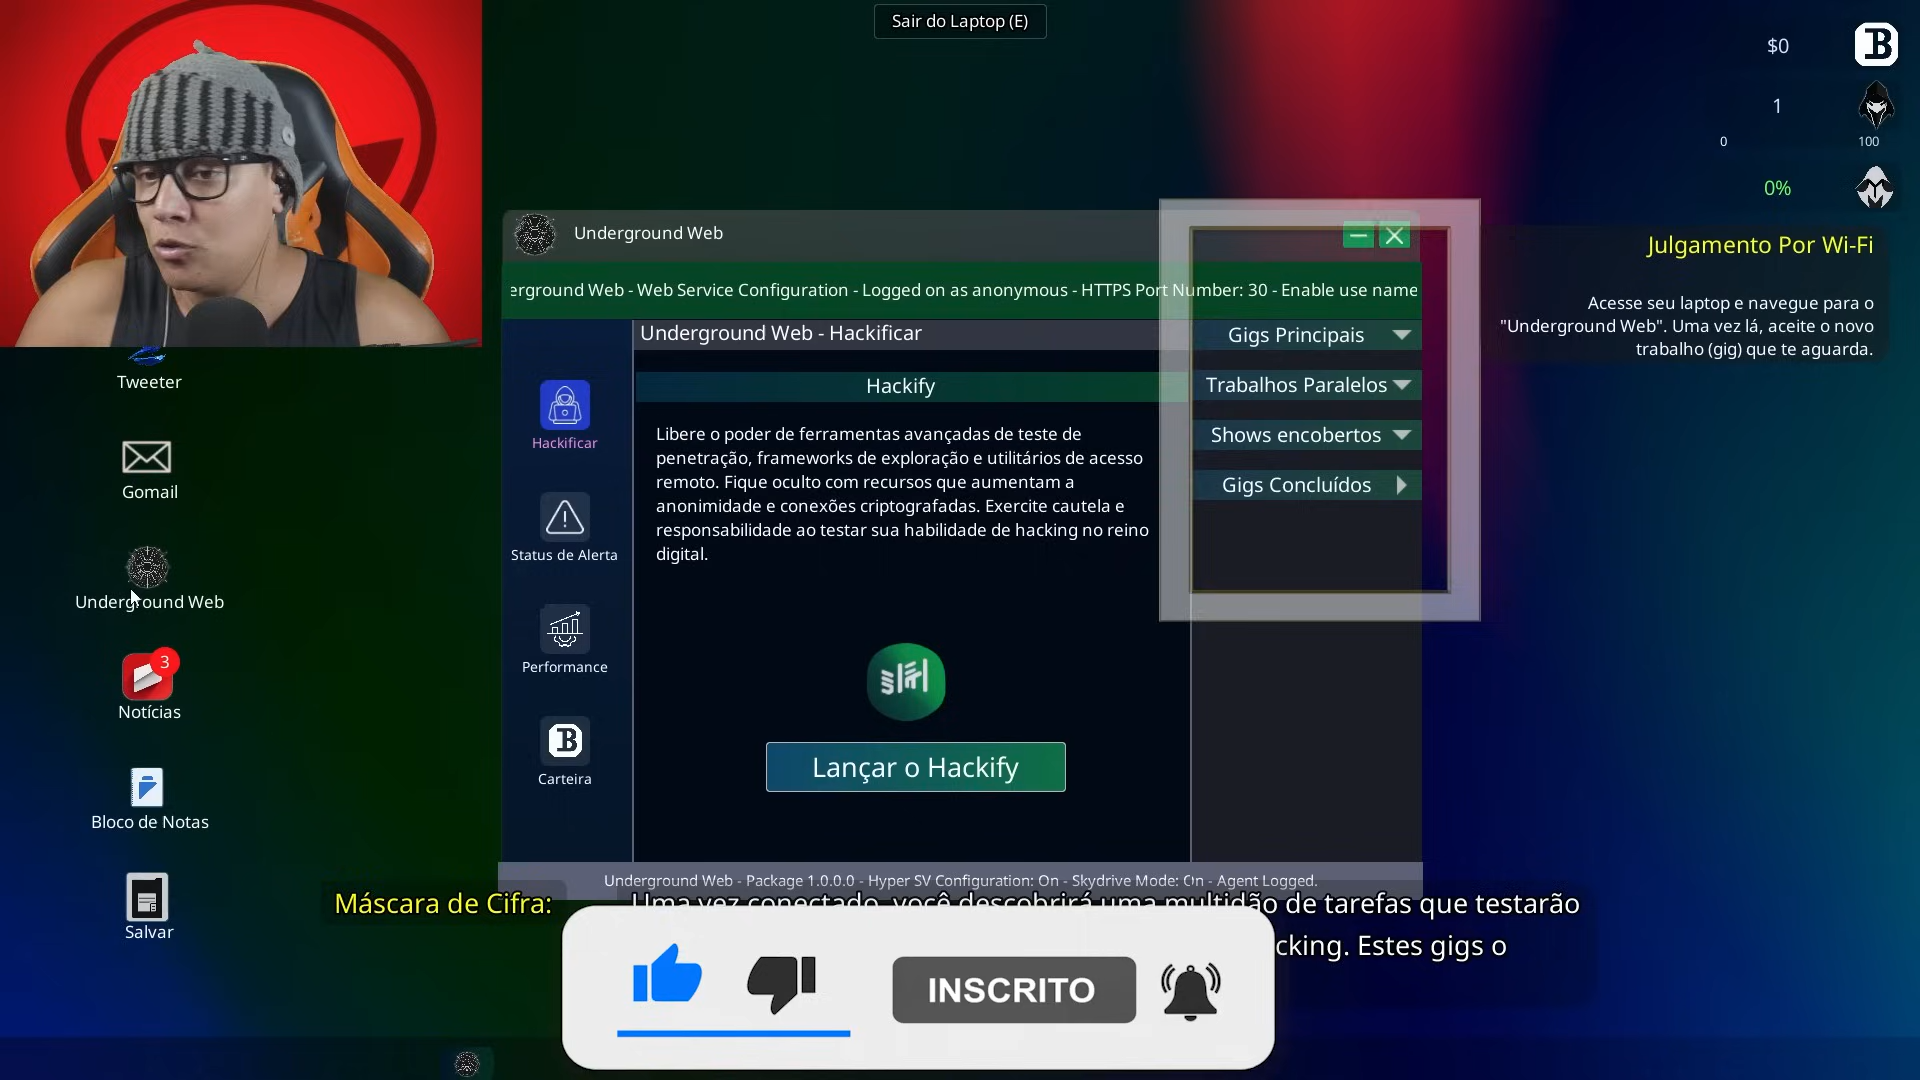 Sair do Laptop (E)
$0
1
0
100
0%
Julgamento Por Wi-Fi
Acesse seu laptop e navegue para o
"Underground Web". Uma vez lá, aceite o novo
trabalho (gig) que te aguarda.
Tweeter
Gomail
Underground Web
3
Notícias
Bloco de Notas
Salvar
Underground Web
erground Web - Web Service Configuration - Logged on as anonymous - HTTPS Port Number: 30 - Enable use name
Underground Web - Hackificar
Hackificar
Status de Alerta
Performance
Carteira
Hackify
Libere o poder de ferramentas avançadas de teste de
penetração, frameworks de exploração e utilitários de acesso
remoto. Fique oculto com recursos que aumentam a
anonimidade e conexões criptografadas. Exercite cautela e
responsabilidade ao testar sua habilidade de hacking no reino
digital.
Lançar o Hackify
Gigs Principais
Trabalhos Paralelos
Shows encobertos
Gigs Concluídos
Underground Web - Package 1.0.0.0 - Hyper SV Configuration: On - Skydrive Mode: On - Agent Logged.
Máscara de Cifra: Uma vez conectado, você descobrirá uma multidão de tarefas que testarão
cking. Estes gigs o
INSCRITO